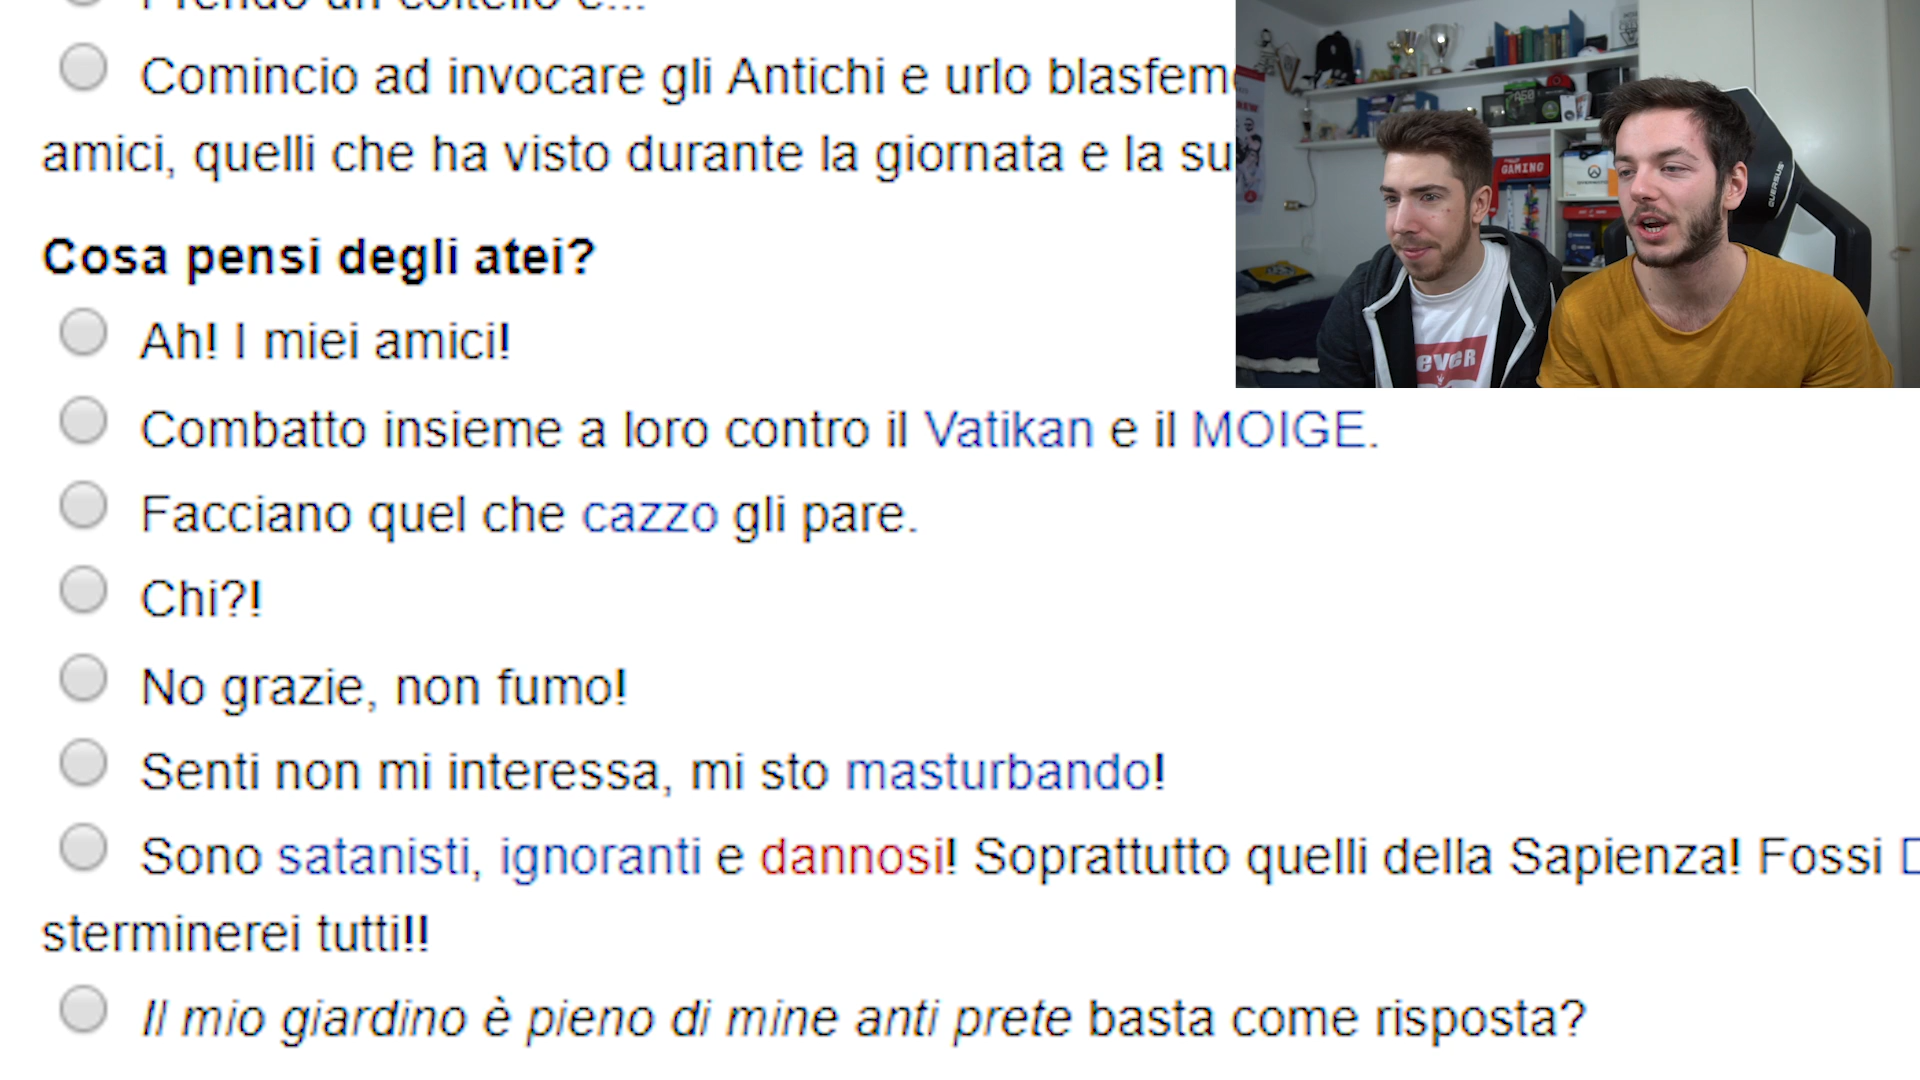 Comincio ad invocare gli Antichi e urlo
amici, quelli che ha visto durante la giornata e la
Cosa pensi degli atei?
Ah! I miei amici!
Combatto insieme a loro contro il Vatikan e il MOIGE.
Facciano quel che cazzo gli pare.
Chi?!
No grazie, non fumo!
Senti non mi interessa, mi sto masturbando!
Sono satanisti, ignoranti e dannosi! Soprattutto quelli della Sapienza! Fossi
sterminerei tutti!!
Il mio giardino è pieno di mine anti prete basta come risposta?
GAMING
QUERSUS